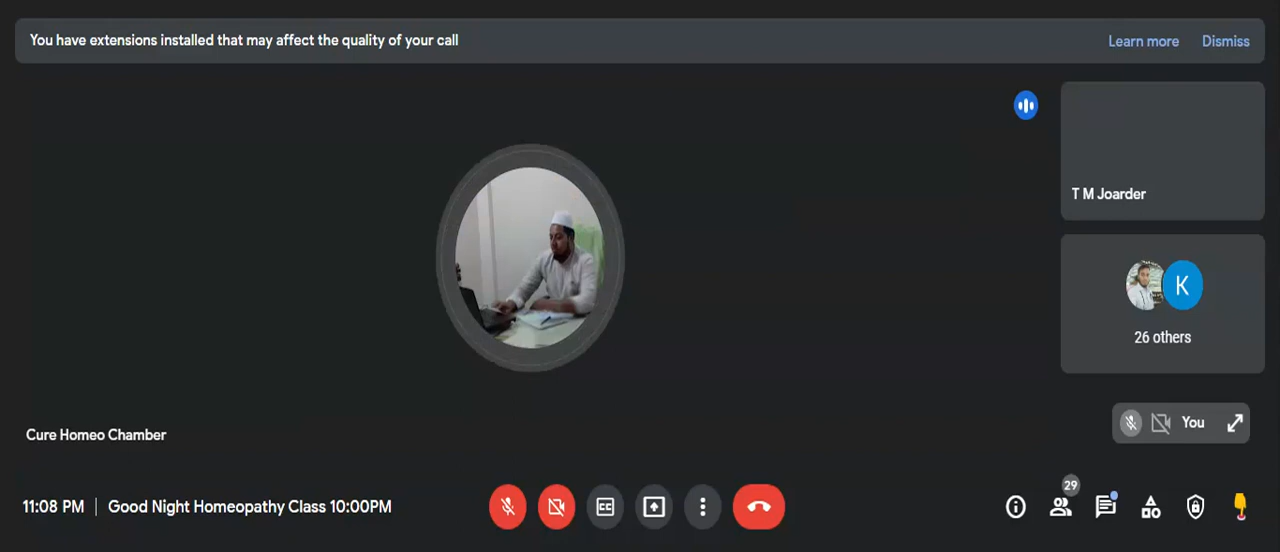 You have extensions installed that may affect the quality of your call
Learn more
Dismiss
T M Joarder
K
26 others
You
Cure Homeo Chamber
11:08 PM | Good Night Homeopathy Class 10:00PM
CC
29